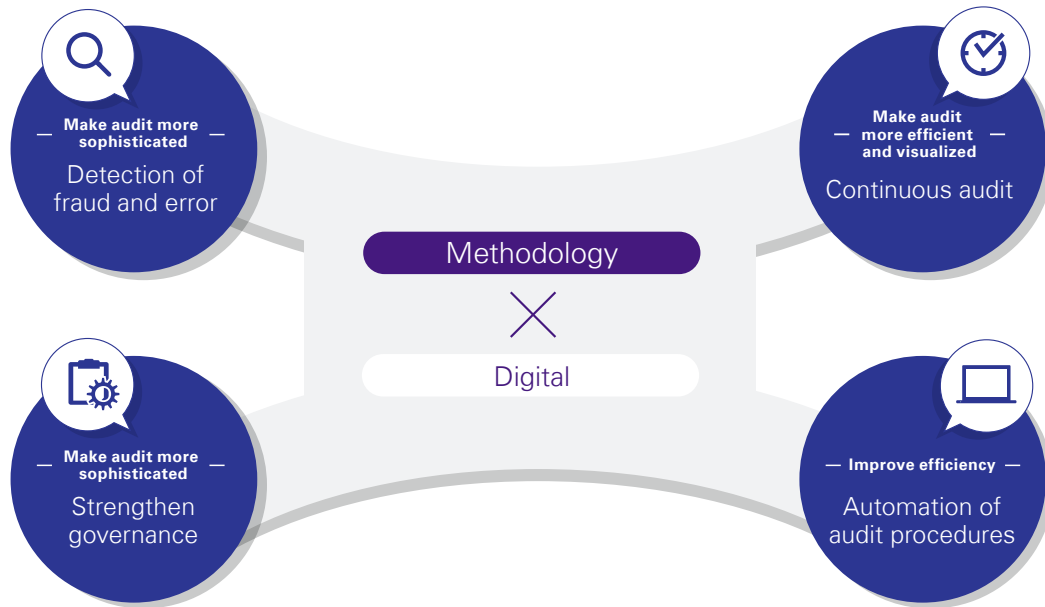 Make audit more
sophisticated
Detection of
fraud and error
Make audit
more efficient
and visualized
Continuous audit
Methodology
Digital
Make audit more
sophisticated
Strengthen
governance
Improve efficiency
Automation of
audit procedures